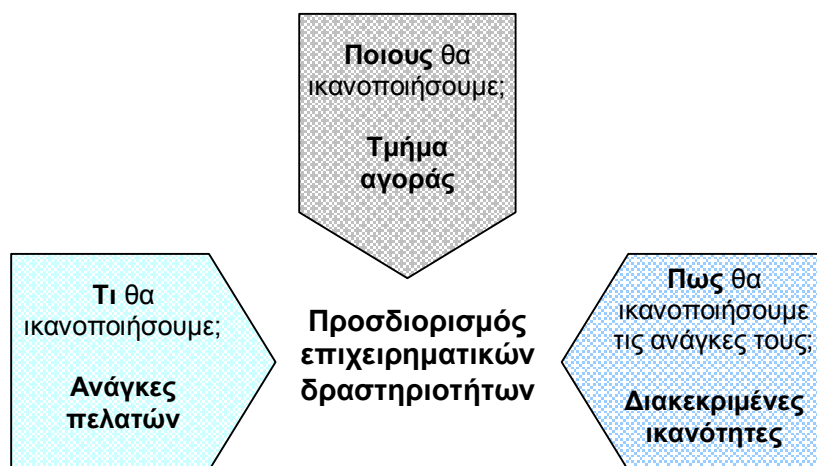 Ποιους θα
ικανοποιήσουμε;
Τμήμα
αγοράς
Τι θα
ικανοποιήσουμε;
Ανάγκες
πελατών
Προσδιορισμός
επιχειρηματικών
δραστηριοτήτων
Πως θα
ικανοποιήσουμε
τις ανάγκες τους;
Διακεκριμένες
ικανότητες